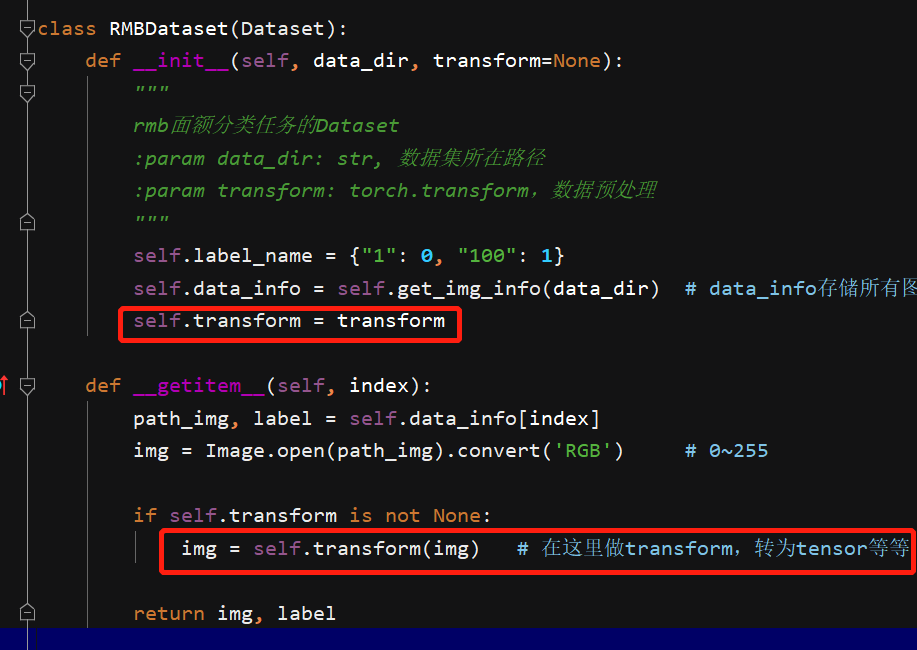 class RMBDataset(Dataset):
def __init__(self, data_dir, transform=None):
"""
rmb面额分类任务的Dataset
:param data_dir: str, 数据集所在路径
:param transform: torch.transform，数据预处理
"""
self.label_name = {"1": 0, "100": 1}
self.data_info = self.get_img_info(data_dir)  # data_info存储所有图
self.transform = transform
def __getitem__(self, index):
path_img, label = self.data_info[index]
img = Image.open(path_img).convert('RGB')     # 0~255
if self.transform is not None:
img = self.transform(img)   # 在这里做transform，转为tensor等等
return img, label